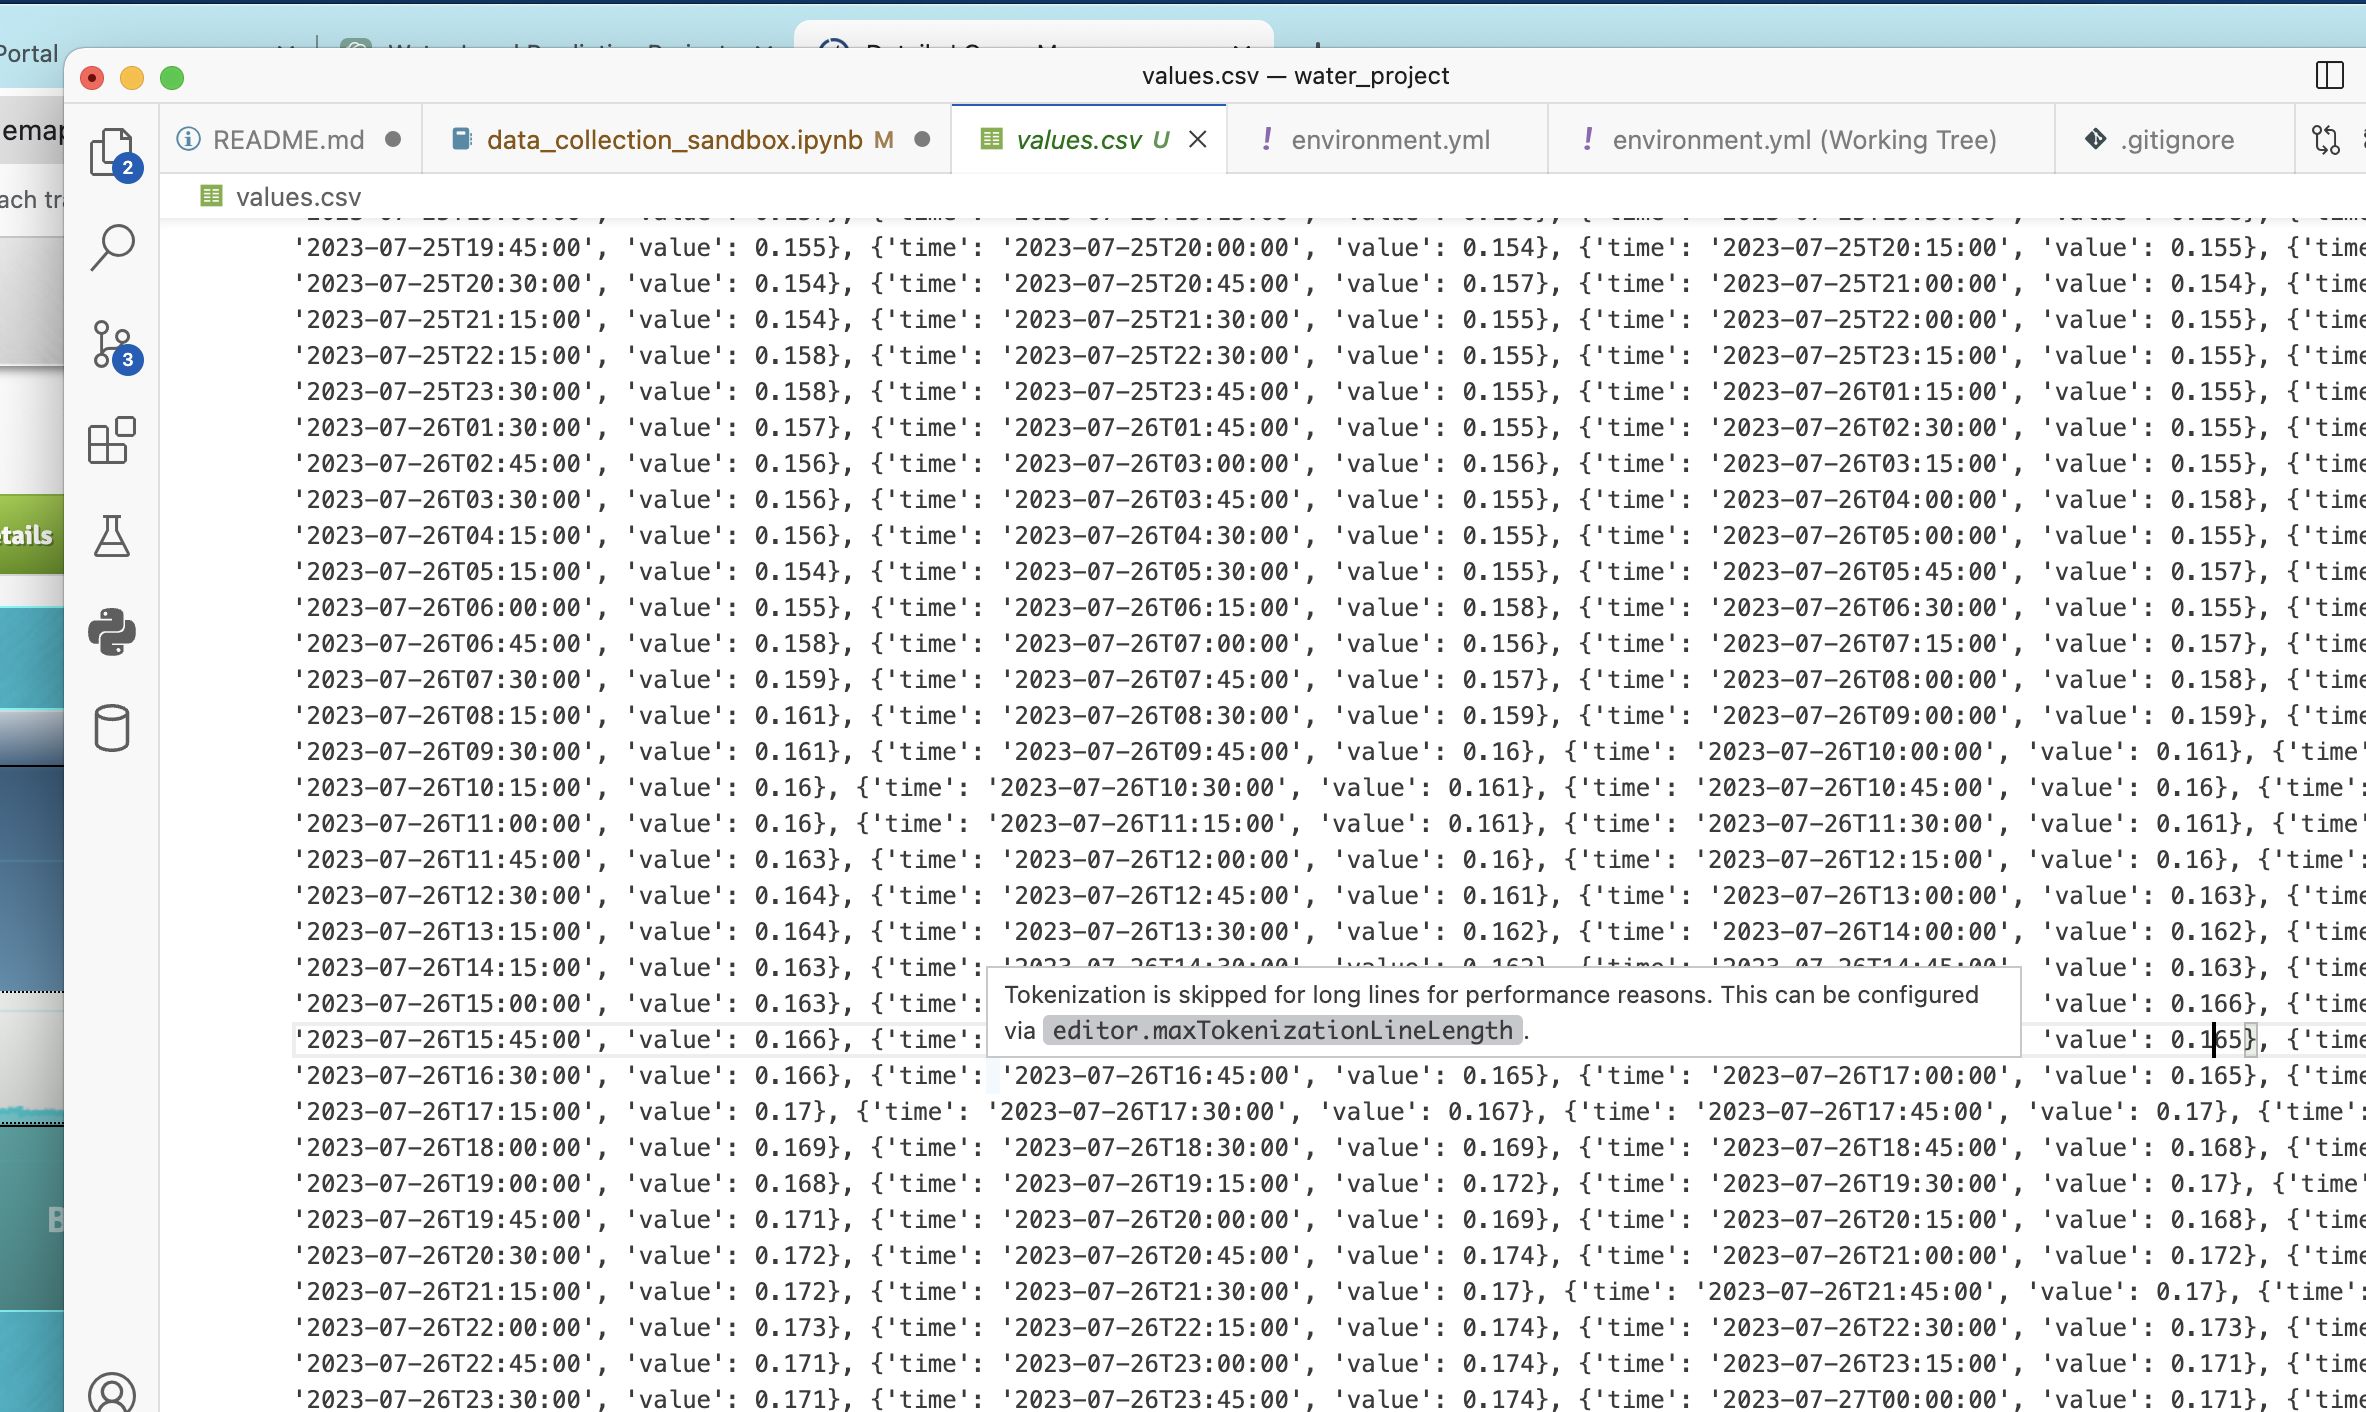 Portal
values.csv — water_project
emap
README.md
data_collection_sandbox.ipynb M
values.csv U
! environment.yml
! environment.yml (Working Tree)
.gitignore
2
values.csv
'2023-07-25T19:45:00', 'value': 0.155}, {'time': '2023-07-25T20:00:00', 'value': 0.154}, {'time': '2023-07-25T20:15:00', 'value': 0.155}, {'time
'2023-07-25T20:30:00', 'value': 0.154}, {'time': '2023-07-25T20:45:00', 'value': 0.157}, {'time': '2023-07-25T21:00:00', 'value': 0.154}, {'time
'2023-07-25T21:15:00', 'value': 0.154}, {'time': '2023-07-25T21:30:00', 'value': 0.155}, {'time': '2023-07-25T22:00:00', 'value': 0.155}, {'time
3
'2023-07-25T22:15:00', 'value': 0.158}, {'time': '2023-07-25T22:30:00', 'value': 0.155}, {'time': '2023-07-25T23:15:00', 'value': 0.155}, {'time
'2023-07-25T23:30:00', 'value': 0.158}, {'time': '2023-07-25T23:45:00', 'value': 0.155}, {'time': '2023-07-26T01:15:00', 'value': 0.155}, {'time
'2023-07-26T01:30:00', 'value': 0.157}, {'time': '2023-07-26T01:45:00', 'value': 0.155}, {'time': '2023-07-26T02:30:00', 'value': 0.155}, {'time
'2023-07-26T02:45:00', 'value': 0.156}, {'time': '2023-07-26T03:00:00', 'value': 0.156}, {'time': '2023-07-26T03:15:00', 'value': 0.155}, {'time
'2023-07-26T03:30:00', 'value': 0.156}, {'time': '2023-07-26T03:45:00', 'value': 0.155}, {'time': '2023-07-26T04:00:00', 'value': 0.158}, {'time
etails
'2023-07-26T04:15:00', 'value': 0.156}, {'time': '2023-07-26T04:30:00', 'value': 0.155}, {'time': '2023-07-26T05:00:00', 'value': 0.155}, {'time
'2023-07-26T05:15:00', 'value': 0.154}, {'time': '2023-07-26T05:30:00', 'value': 0.155}, {'time': '2023-07-26T05:45:00', 'value': 0.157}, {'time
'2023-07-26T06:00:00', 'value': 0.155}, {'time': '2023-07-26T06:15:00', 'value': 0.158}, {'time': '2023-07-26T06:30:00', 'value': 0.155}, {'time
'2023-07-26T06:45:00', 'value': 0.158}, {'time': '2023-07-26T07:00:00', 'value': 0.156}, {'time': '2023-07-26T07:15:00', 'value': 0.157}, {'time
'2023-07-26T07:30:00', 'value': 0.159}, {'time': '2023-07-26T07:45:00', 'value': 0.157}, {'time': '2023-07-26T08:00:00', 'value': 0.158}, {'time
'2023-07-26T08:15:00', 'value': 0.161}, {'time': '2023-07-26T08:30:00', 'value': 0.159}, {'time': '2023-07-26T09:00:00', 'value': 0.159}, {'time
'2023-07-26T09:30:00', 'value': 0.161}, {'time': '2023-07-26T09:45:00', 'value': 0.16}, {'time': '2023-07-26T10:00:00', 'value': 0.161}, {'time'
'2023-07-26T10:15:00', 'value': 0.16}, {'time': '2023-07-26T10:30:00', 'value': 0.161}, {'time': '2023-07-26T10:45:00', 'value': 0.16}, {'time':
'2023-07-26T11:00:00', 'value': 0.16}, {'time': '2023-07-26T11:15:00', 'value': 0.161}, {'time': '2023-07-26T11:30:00', 'value': 0.161}, {'time'
'2023-07-26T11:45:00', 'value': 0.163}, {'time': '2023-07-26T12:00:00', 'value': 0.16}, {'time': '2023-07-26T12:15:00', 'value': 0.16}, {'time':
'2023-07-26T12:30:00', 'value': 0.164}, {'time': '2023-07-26T12:45:00', 'value': 0.161}, {'time': '2023-07-26T13:00:00', 'value': 0.163}, {'time
'2023-07-26T13:15:00', 'value': 0.164}, {'time': '2023-07-26T13:30:00', 'value': 0.162}, {'time': '2023-07-26T14:00:00', 'value': 0.162}, {'time
'2023-07-26T14:15:00', 'value': 0.163}, {'time': 'value': 0.163}, {'time
'2023-07-26T15:00:00', 'value': 0.163}, {'time': 'value': 0.166}, {'time
'2023-07-26T15:45:00', 'value': 0.166}, {'time': 'value': 0.165}, {'time
Tokenization is skipped for long lines for performance reasons. This can be configured
via editor.maxTokenizationLineLength.
'2023-07-26T16:30:00', 'value': 0.166}, {'time': '2023-07-26T16:45:00', 'value': 0.165}, {'time': '2023-07-26T17:00:00', 'value': 0.165}, {'time
'2023-07-26T17:15:00', 'value': 0.17}, {'time': '2023-07-26T17:30:00', 'value': 0.167}, {'time': '2023-07-26T17:45:00', 'value': 0.17}, {'time':
'2023-07-26T18:00:00', 'value': 0.169}, {'time': '2023-07-26T18:30:00', 'value': 0.169}, {'time': '2023-07-26T18:45:00', 'value': 0.168}, {'time
'2023-07-26T19:00:00', 'value': 0.168}, {'time': '2023-07-26T19:15:00', 'value': 0.172}, {'time': '2023-07-26T19:30:00', 'value': 0.17}, {'time'
'2023-07-26T19:45:00', 'value': 0.171}, {'time': '2023-07-26T20:00:00', 'value': 0.169}, {'time': '2023-07-26T20:15:00', 'value': 0.168}, {'time
'2023-07-26T20:30:00', 'value': 0.172}, {'time': '2023-07-26T20:45:00', 'value': 0.174}, {'time': '2023-07-26T21:00:00', 'value': 0.172}, {'time
'2023-07-26T21:15:00', 'value': 0.172}, {'time': '2023-07-26T21:30:00', 'value': 0.17}, {'time': '2023-07-26T21:45:00', 'value': 0.17}, {'time':
'2023-07-26T22:00:00', 'value': 0.173}, {'time': '2023-07-26T22:15:00', 'value': 0.174}, {'time': '2023-07-26T22:30:00', 'value': 0.173}, {'time
'2023-07-26T22:45:00', 'value': 0.171}, {'time': '2023-07-26T23:00:00', 'value': 0.174}, {'time': '2023-07-26T23:15:00', 'value': 0.171}, {'time
'2023-07-26T23:30:00', 'value': 0.171}, {'time': '2023-07-26T23:45:00', 'value': 0.174}, {'time': '2023-07-27T00:00:00', 'value': 0.171}, {'time